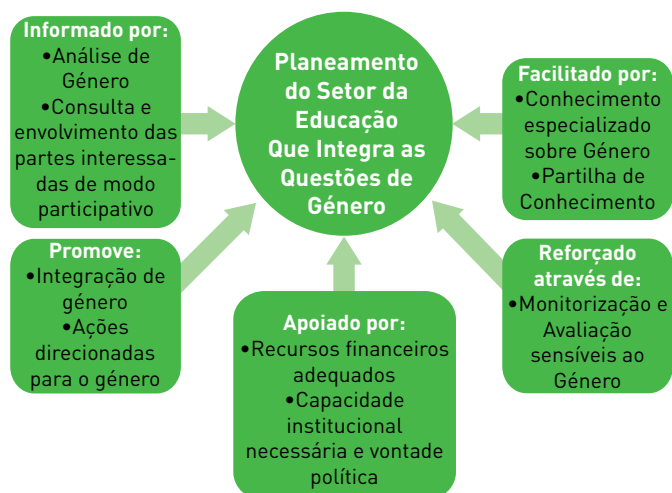 Informado por:
•Análise de
Género
•Consulta e
envolvimento das
partes interessa-
das de modo
participativo
Planeamento
do Setor da
Educação
Que Integra as
Questões de
Género
Facilitado por:
•Conhecimento
especializado
sobre Género
•Partilha de
Conhecimento
Promove:
•Integração de
género
•Ações
direcionadas
para o género
Apoiado por:
•Recursos financeiros
adequados
•Capacidade
institucional
necessária e vontade
política
Reforçado
através de:
•Monitorização e
Avaliação
sensíveis ao
Género